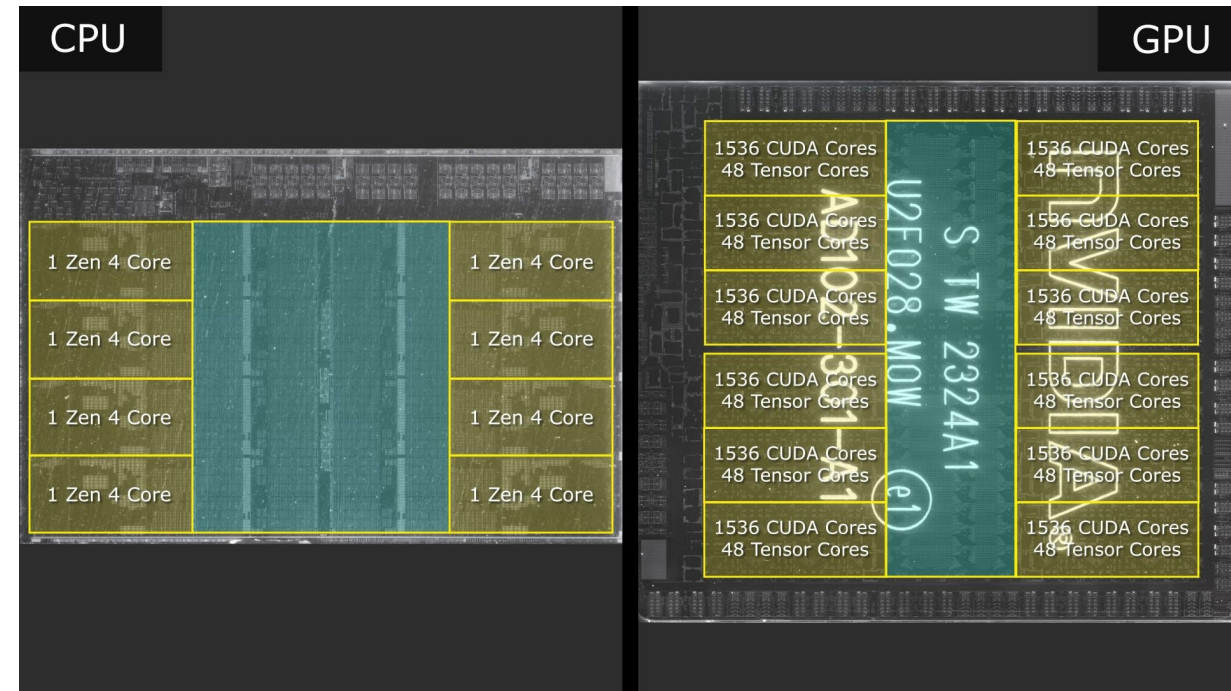 CPU
1 Zen 4 Core
1 Zen 4 Core
1 Zen 4 Core
1 Zen 4 Core
1 Zen 4 Core
1 Zen 4 Core
1 Zen 4 Core
1 Zen 4 Core
GPU
1536 CUDA Cores
48 Tensor Cores
1536 CUDA Cores
48 Tensor Cores
1536 CUDA Cores
48 Tensor Cores
1536 CUDA Cores
48 Tensor Cores
1536 CUDA Cores
48 Tensor Cores
1536 CUDA Cores
48 Tensor Cores
1536 CUDA Cores
48 Tensor Cores
1536 CUDA Cores
48 Tensor Cores
1536 CUDA Cores
48 Tensor Cores
1536 CUDA Cores
48 Tensor Cores
1536 CUDA Cores
48 Tensor Cores
1536 CUDA Cores
48 Tensor Cores
nVIDIA®
S TW 2324A1
U2F028.M0W
AD102-301-A1
e1